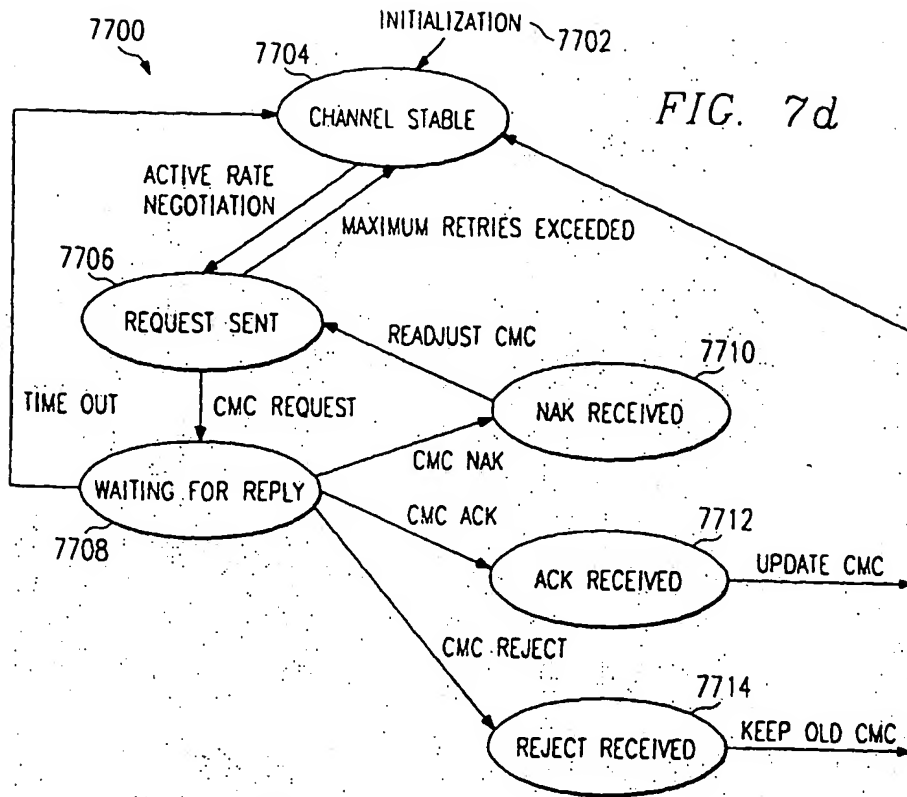 7700
INITIALIZATION
7702
7704
CHANNEL STABLE
FIG. 7d
ACTIVE RATE
NEGOTIATION
MAXIMUM RETRIES EXCEEDED
7706
REQUEST SENT
READJUST CMC
7710
NAK RECEIVED
TIME OUT
CMC REQUEST
CMC NAK
WAITING FOR REPLY
7708
CMC ACK
7712
ACK RECEIVED
UPDATE CMC
CMC REJECT
7714
REJECT RECEIVED
KEEP OLD CMC